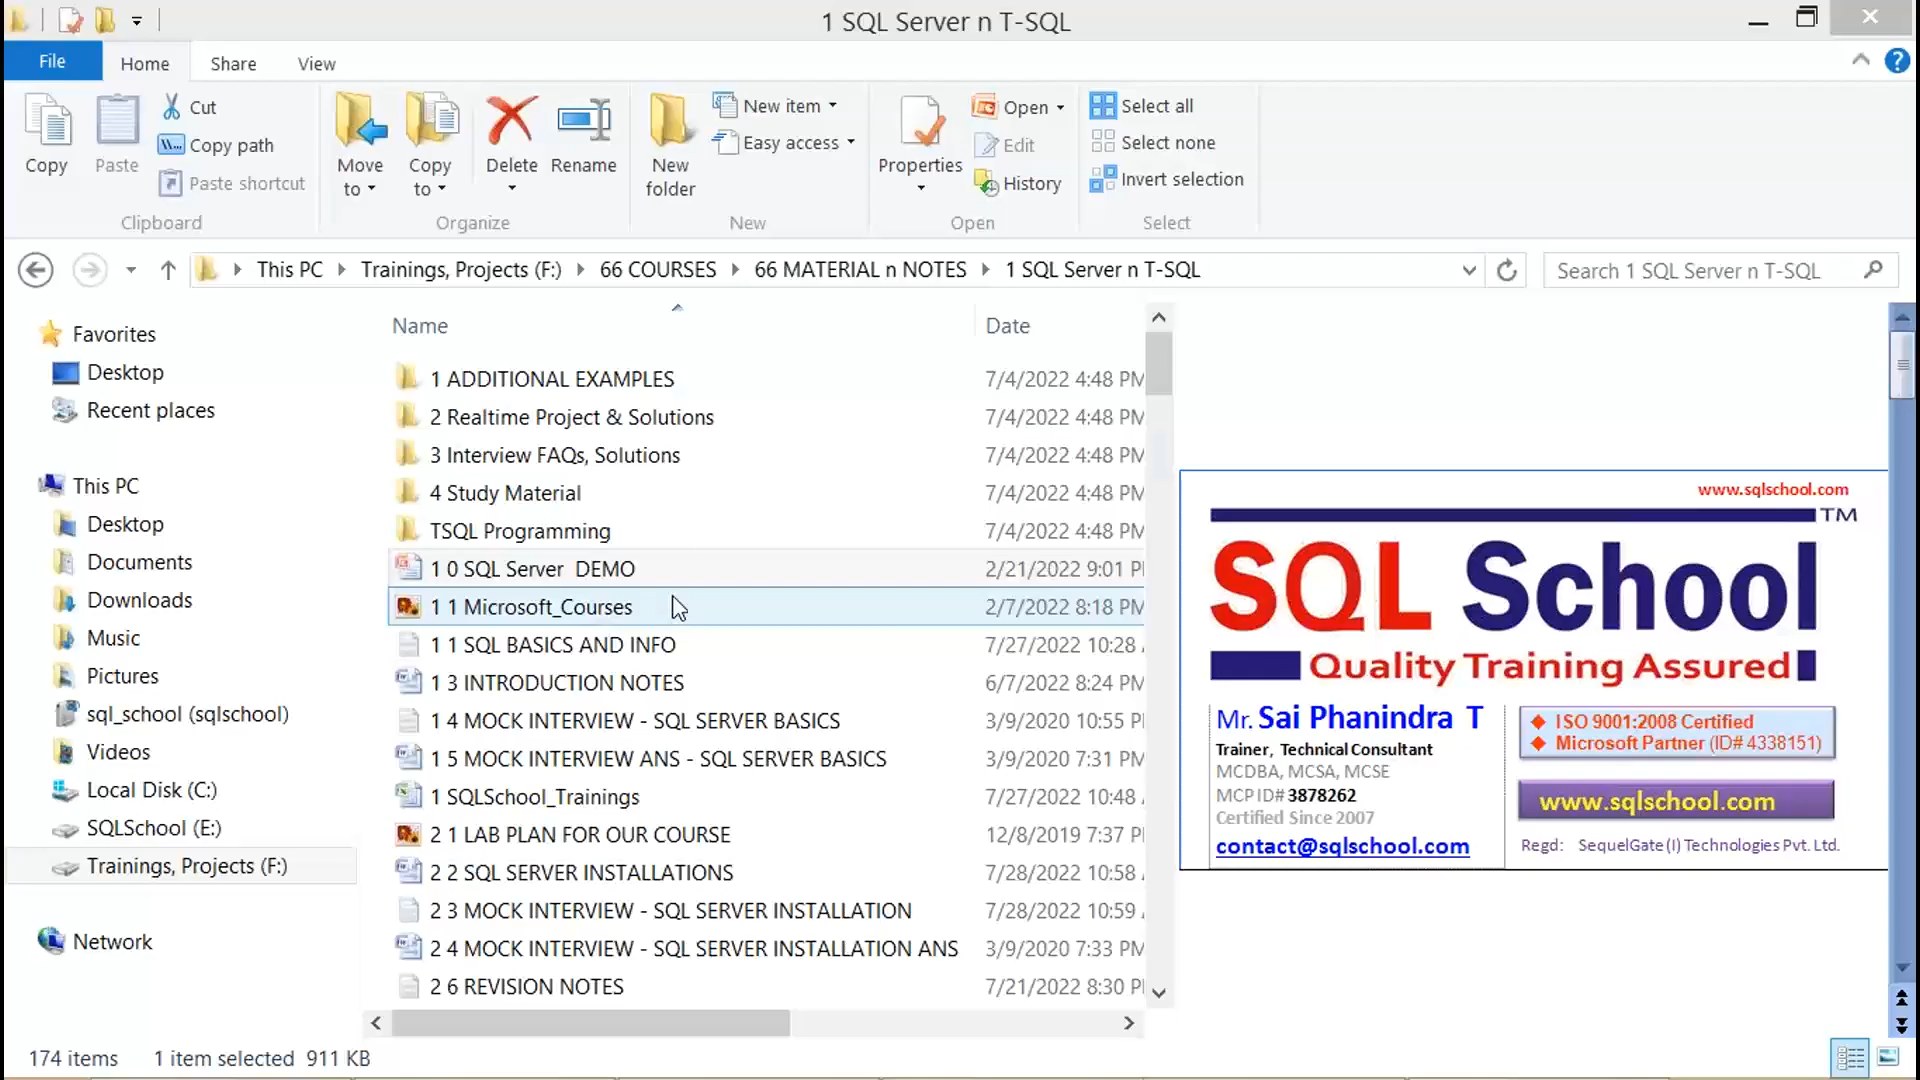 1 SQL Server n T-SQL
File
Home
Share
View
Copy
Paste
Cut
Copy path
Paste shortcut
Clipboard
Move to
Copy to
Delete
Rename
Organize
New folder
New item
Easy access
New
Properties
Open
Edit
History
Open
Select all
Select none
Invert selection
Select
This PC
Trainings, Projects (F:)
66 COURSES
66 MATERIAL n NOTES
1 SQL Server n T-SQL
Search 1 SQL Server n T-SQL
Favorites
Desktop
Recent places
This PC
Desktop
Documents
Downloads
Music
Pictures
sql_school (sqlschool)
Videos
Local Disk (C:)
SQLSchool (E:)
Trainings, Projects (F:)
Network
Name Date
1 ADDITIONAL EXAMPLES 7/4/2022 4:48 PM
2 Realtime Project & Solutions 7/4/2022 4:48 PM
3 Interview FAQs, Solutions 7/4/2022 4:48 PM
4 Study Material 7/4/2022 4:48 PM
TSQL Programming 7/4/2022 4:48 PM
1 0 SQL Server  DEMO 2/21/2022 9:01 P
1 1 Microsoft_Courses 2/7/2022 8:18 PM
1 1 SQL BASICS AND INFO 7/27/2022 10:28
1 3 INTRODUCTION NOTES 6/7/2022 8:24 PM
1 4 MOCK INTERVIEW - SQL SERVER BASICS 3/9/2020 10:55 P
1 5 MOCK INTERVIEW ANS - SQL SERVER BASICS 3/9/2020 7:31 PM
1 SQLSchool_Trainings 7/27/2022 10:48
2 1 LAB PLAN FOR OUR COURSE 12/8/2019 7:37 P
2 2 SQL SERVER INSTALLATIONS 7/28/2022 10:58
2 3 MOCK INTERVIEW - SQL SERVER INSTALLATION 7/28/2022 10:59
2 4 MOCK INTERVIEW - SQL SERVER INSTALLATION ANS 3/9/2020 7:33 PM
2 6 REVISION NOTES 7/21/2022 8:30 P
www.sqlschool.com
TM
SQL School
Quality Training Assured
Mr. Sai Phanindra T
Trainer, Technical Consultant
MCDBA, MCSA, MCSE
MCP ID# 3878262
Certified Since 2007
contact@sqlschool.com
ISO 9001:2008 Certified
Microsoft Partner (ID# 4338151)
www.sqlschool.com
Regd: SequelGate (I) Technologies Pvt. Ltd.
174 items 1 item selected 911 KB